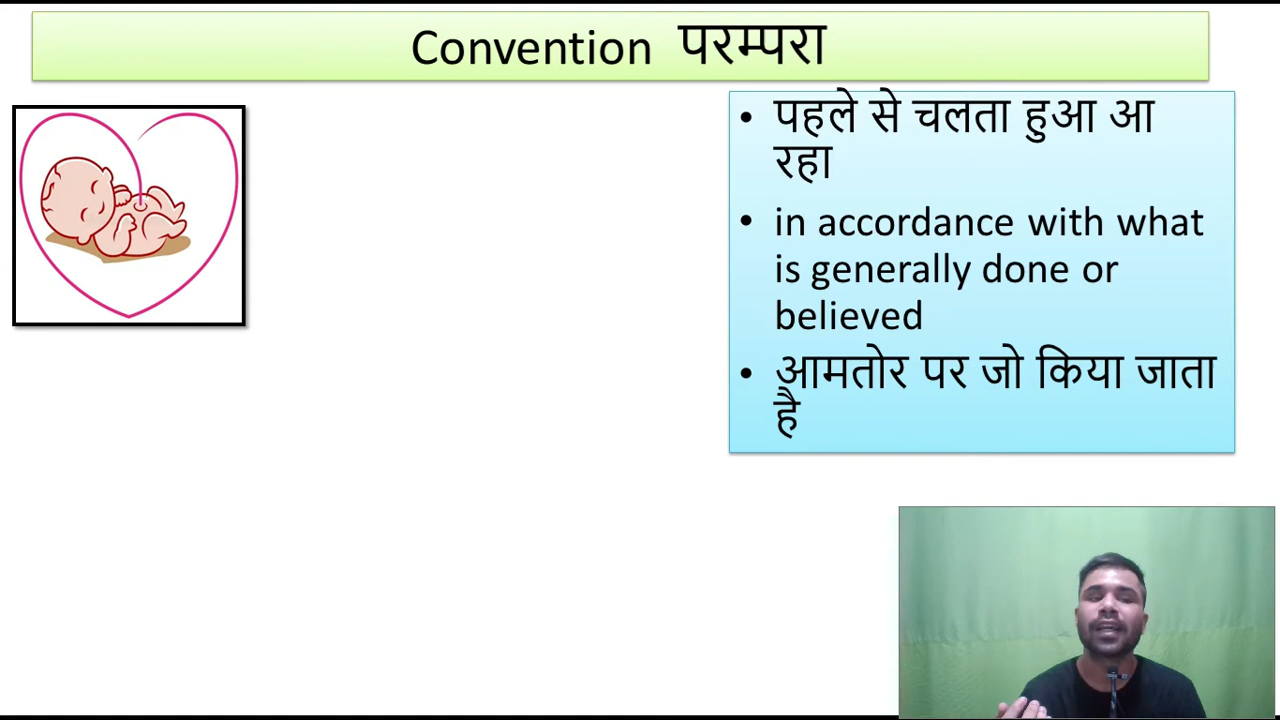 Convention परम्परा
• पहले से चलता हुआ आ
रहा
• in accordance with what
is generally done or
believed
• आमतोर पर जो किया जाता
है